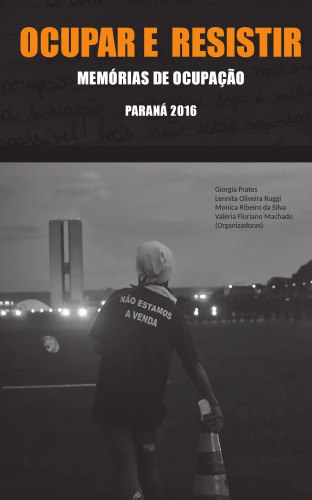 OCUPAR E RESISTIR
MEMÓRIAS DE OCUPAÇÃO
PARANÁ 2016
Giorgia Prates
Lennita Oliveira Ruggi
Monica Ribeiro da Silva
Valéria Floriano Machado
(Organizadoras)
NÃO ESTAMOS
A VENDA